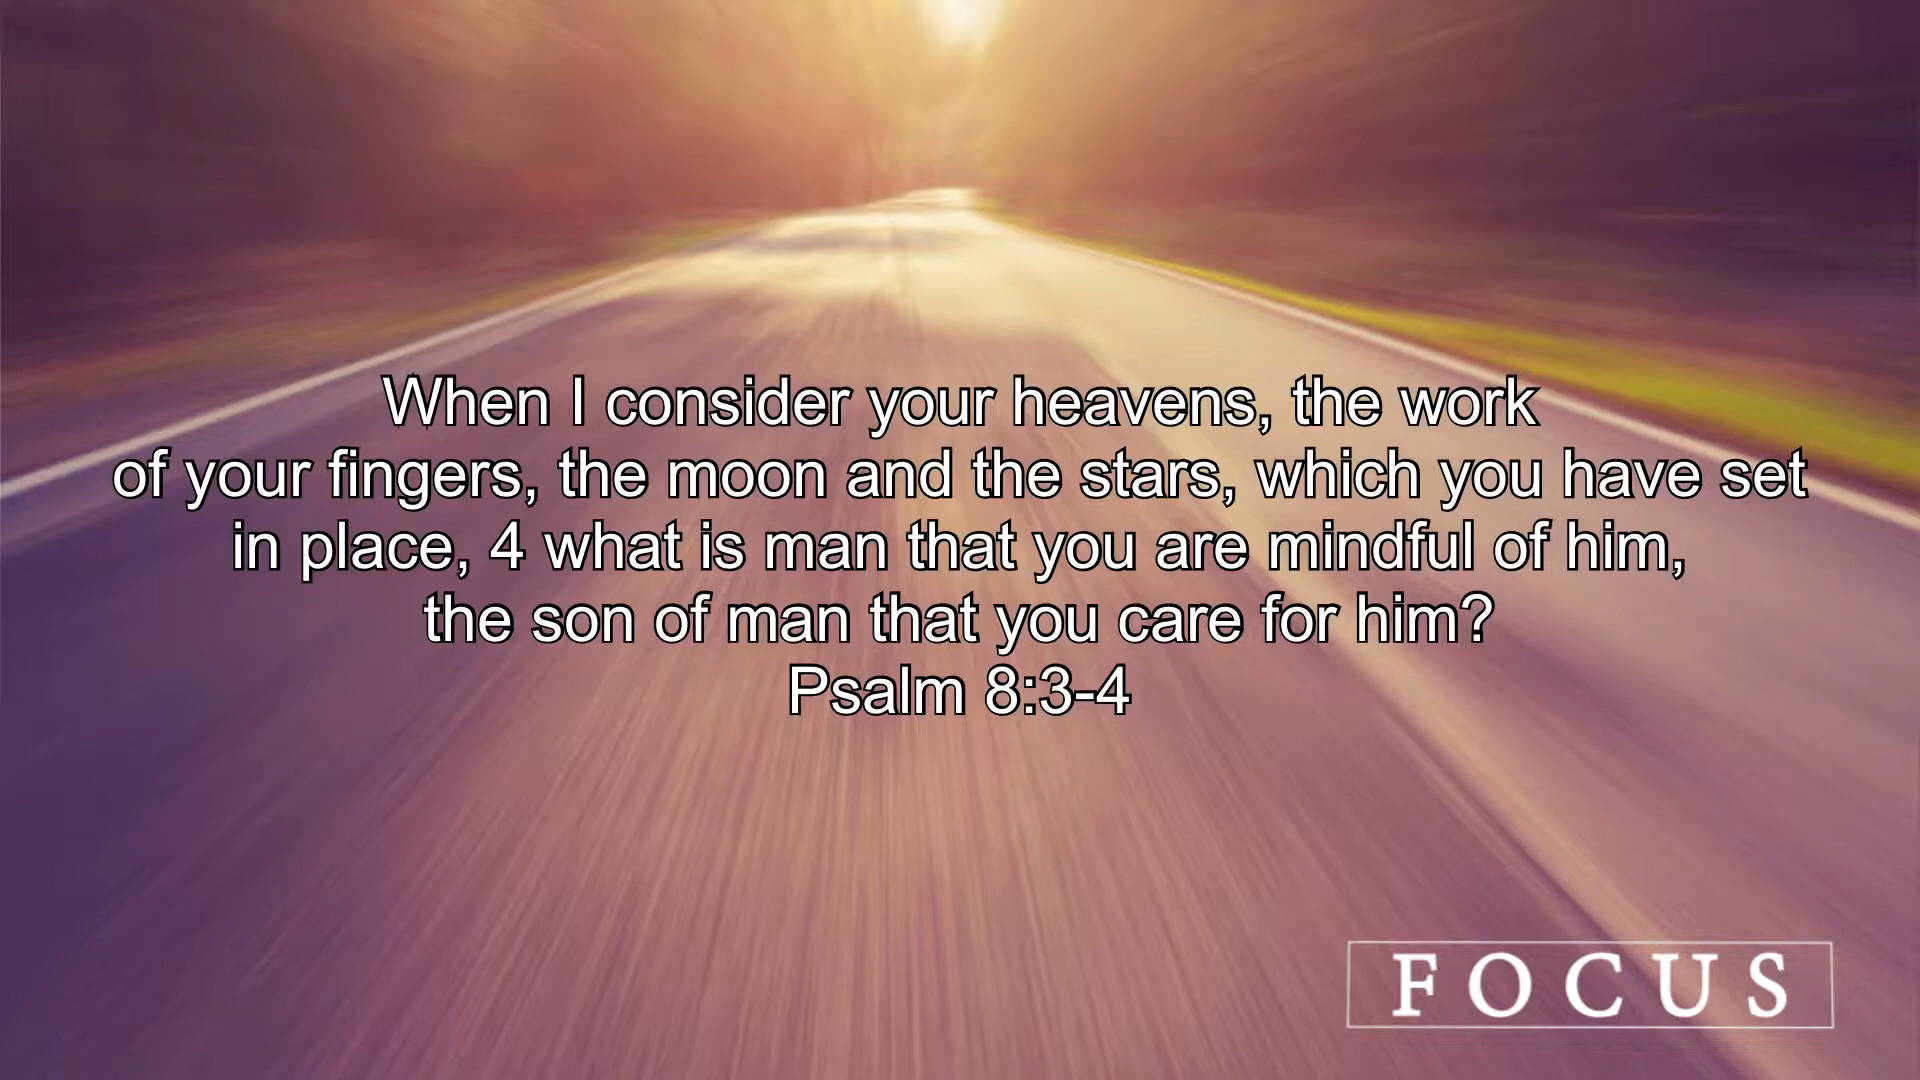 When I consider your heavens, the work
of your fingers, the moon and the stars, which you have set
in place, 4 what is man that you are mindful of him,
the son of man that you care for him?
Psalm 8:3-4
FOCUS